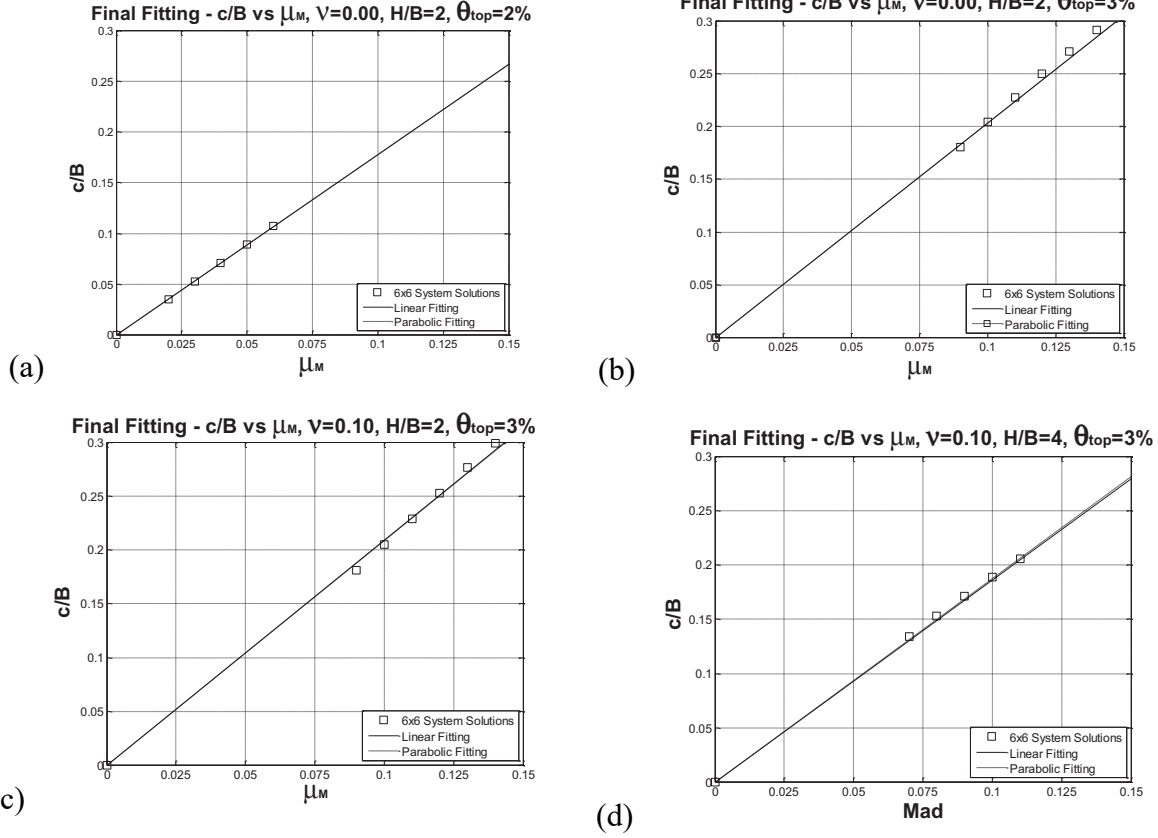 Final Fitting - c/B vs μM, ν=0.00, H/B=2, θtop=2%
0.3
0.25
0.2
0.15
0.1
0.05
0
c/B
6x6 System Solutions
Linear Fitting
Parabolic Fitting
0 0.025 0.05 0.075 0.1 0.125 0.15
μM
(a)
Final Fitting - c/B vs μM, ν=0.00, H/B=2, θtop=3%
0.3
0.25
0.2
0.15
0.1
0.05
0
c/B
6x6 System Solutions
Linear Fitting
Parabolic Fitting
0 0.025 0.05 0.075 0.1 0.125 0.15
μM
(b)
Final Fitting - c/B vs μM, ν=0.10, H/B=2, θtop=3%
0.3
0.25
0.2
0.15
0.1
0.05
0
c/B
6x6 System Solutions
Linear Fitting
Parabolic Fitting
0 0.025 0.05 0.075 0.1 0.125 0.15
μM
c)
Final Fitting - c/B vs μM, ν=0.10, H/B=4, θtop=3%
0.3
0.25
0.2
0.15
0.1
0.05
0
c/B
6x6 System Solutions
Linear Fitting
Parabolic Fitting
0 0.025 0.05 0.075 0.1 0.125 0.15
Mad
(d)